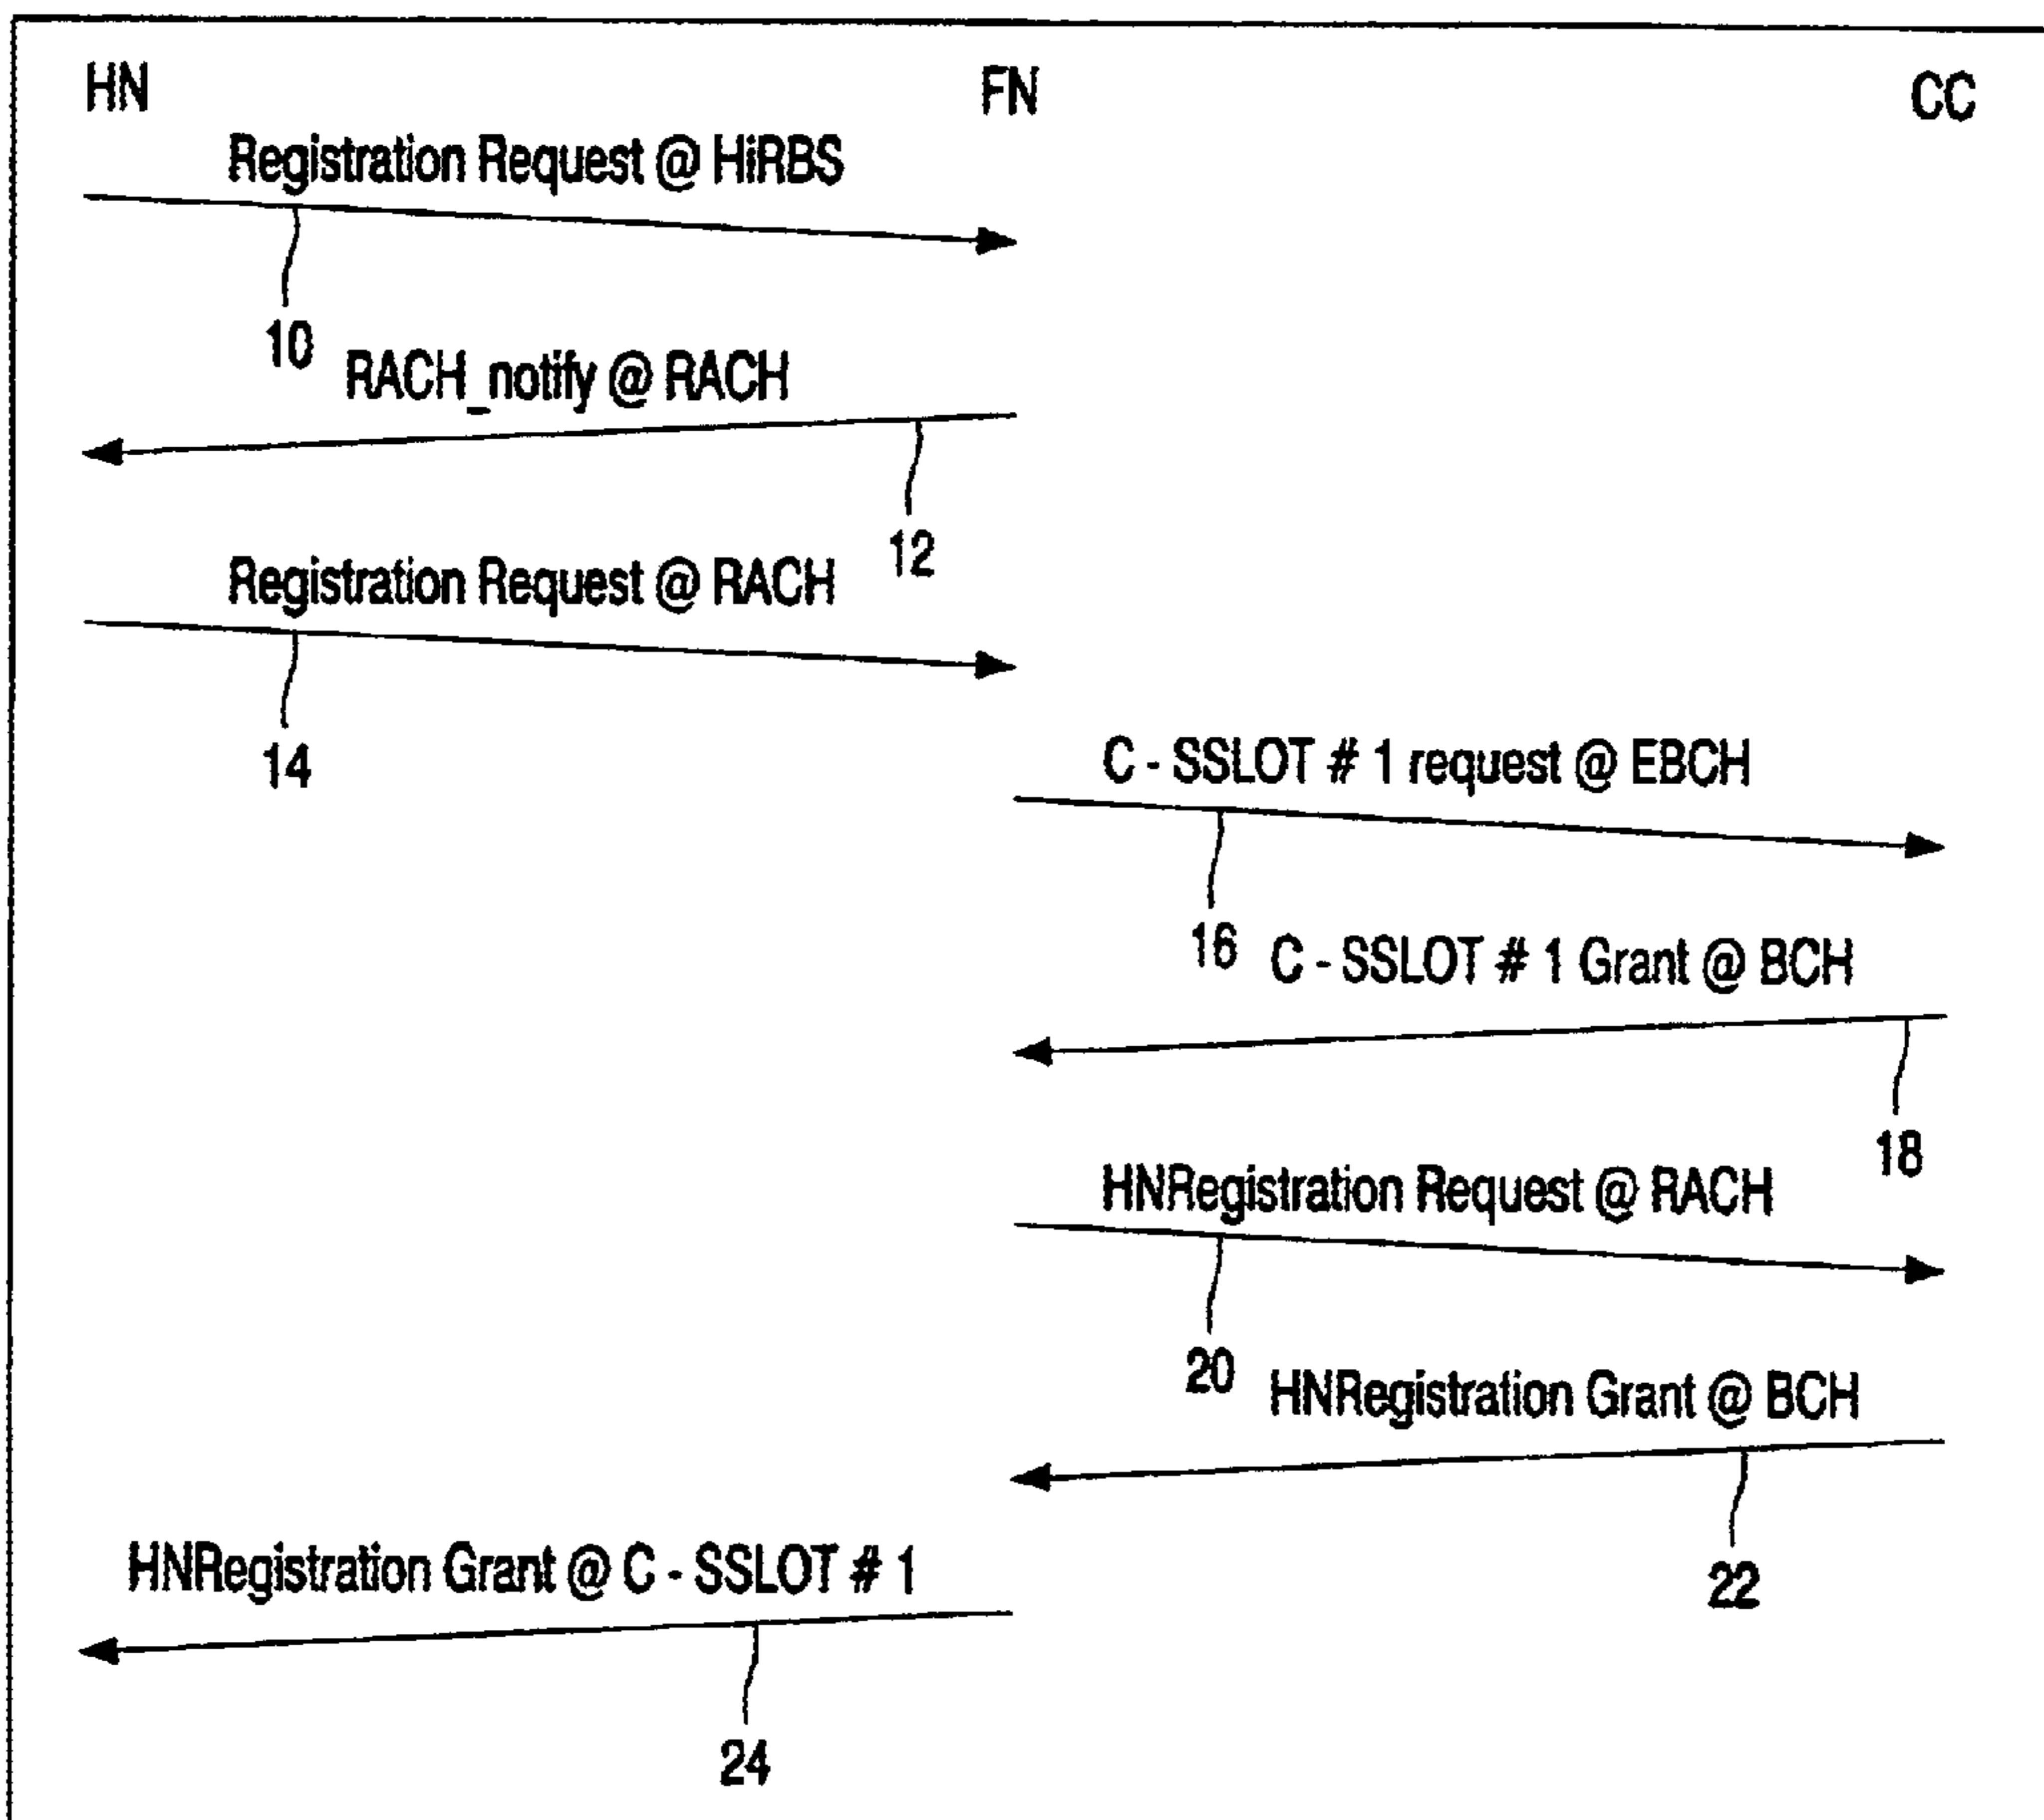 HN FN CC
Registration Request @ HiRBS
10
RACH_notify @ RACH
12
Registration Request @ RACH
14
C - SSLOT # 1 request @ EBCH
16
C - SSLOT # 1 Grant @ BCH
18
HNRegistration Request @ RACH
20
HNRegistration Grant @ BCH
22
HNRegistration Grant @ C - SSLOT # 1
24